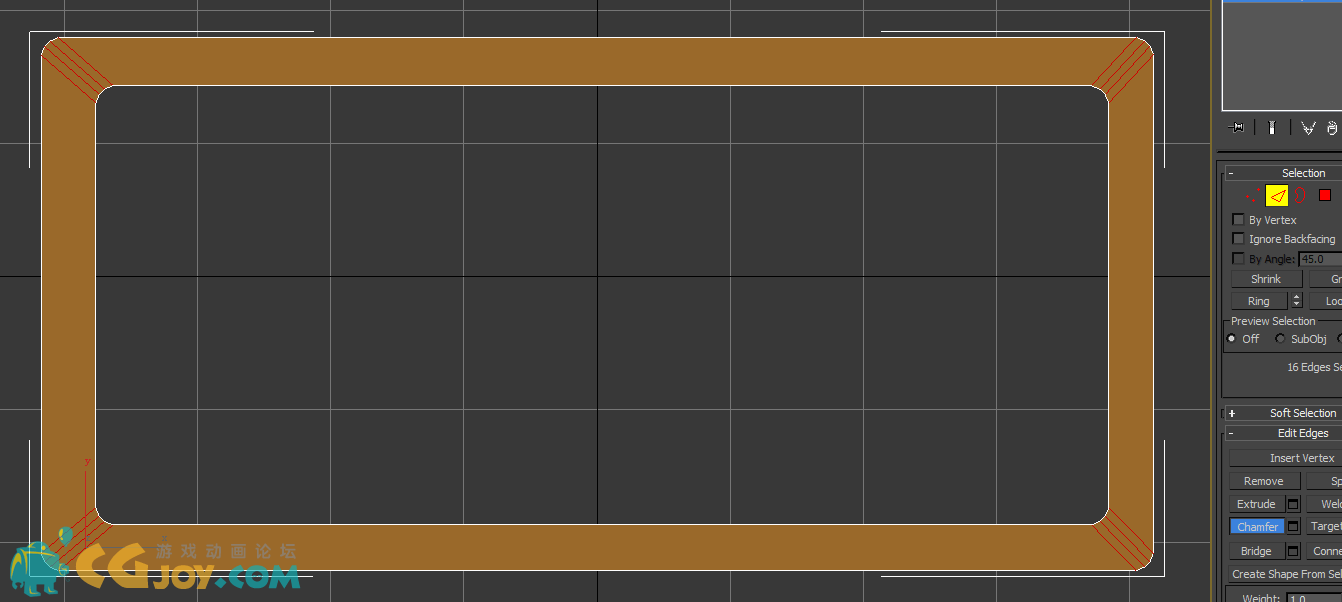 Selection
By Vertex
Ignore Backfacing
By Angle: 45.0
Shrink
Ring
Preview Selection
Off SubObj
16 Edges Se
+ Soft Selection
- Edit Edges
Insert Vertex
Remove Sp
Extrude Weld
Chamfer Target
Bridge Conne
Create Shape From Sel
Weight: 1.0
y
游戏动画论坛
CGJOY.COM